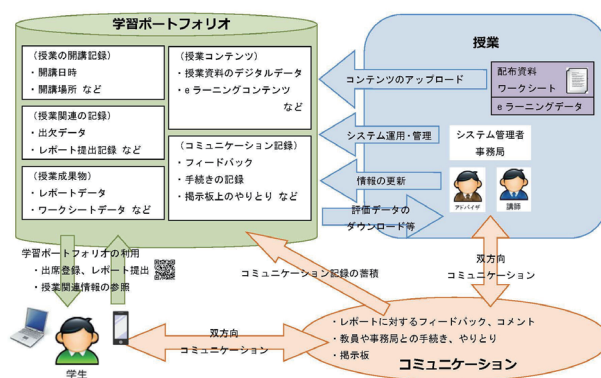 学習ポートフォリオ
（授業の開講記録）
・開講日時
・開講場所 など
（授業関連の記録）
・出欠データ
・レポート提出記録 など
（授業成果物）
・レポートデータ
・ワークシートデータ など
（授業コンテンツ）
・授業資料のデジタルデータ
・eラーニングコンテンツ
など
（コミュニケーション記録）
・フィードバック
・手続きの記録
・掲示板上のやりとり など
授業
コンテンツのアップロード
配布資料
ワークシート
eラーニングデータ
システム運用・管理
システム管理者
事務局
情報の更新
評価データの
ダウンロード等
アドバイザ
講師
学習ポートフォリオの利用
・出席登録、レポート提出
・授業関連情報の参照
コミュニケーション記録の蓄積
双方向
コミュニケーション
学生
双方向
コミュニケーション
・レポートに対するフィードバック、コメント
・教員や事務局との手続き、やりとり
・掲示板
コミュニケーション